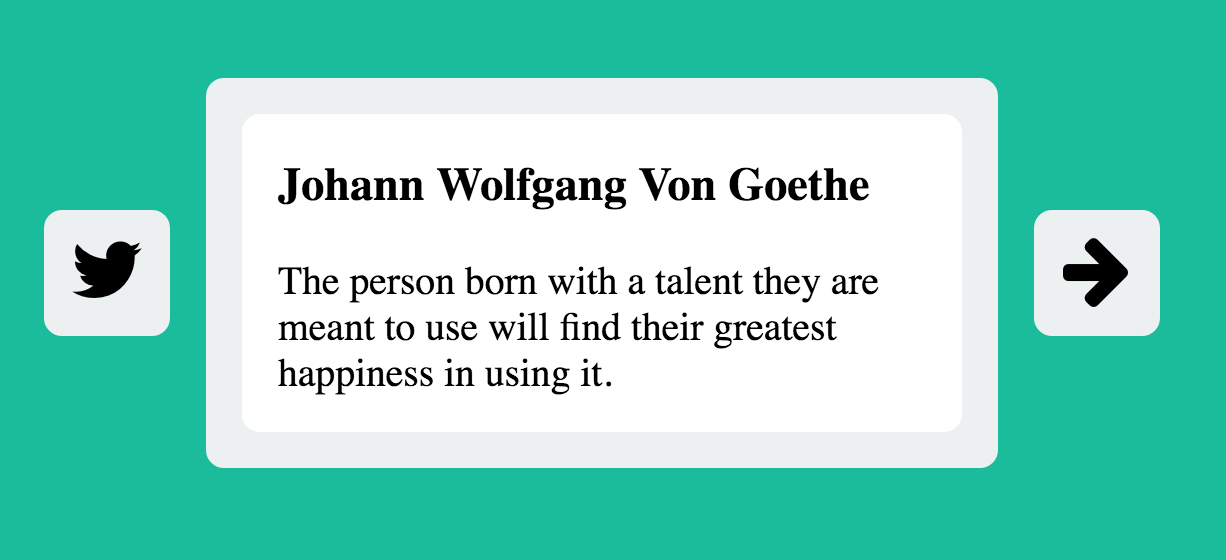 Johann Wolfgang Von Goethe
The person born with a talent they are
meant to use will find their greatest
happiness in using it.